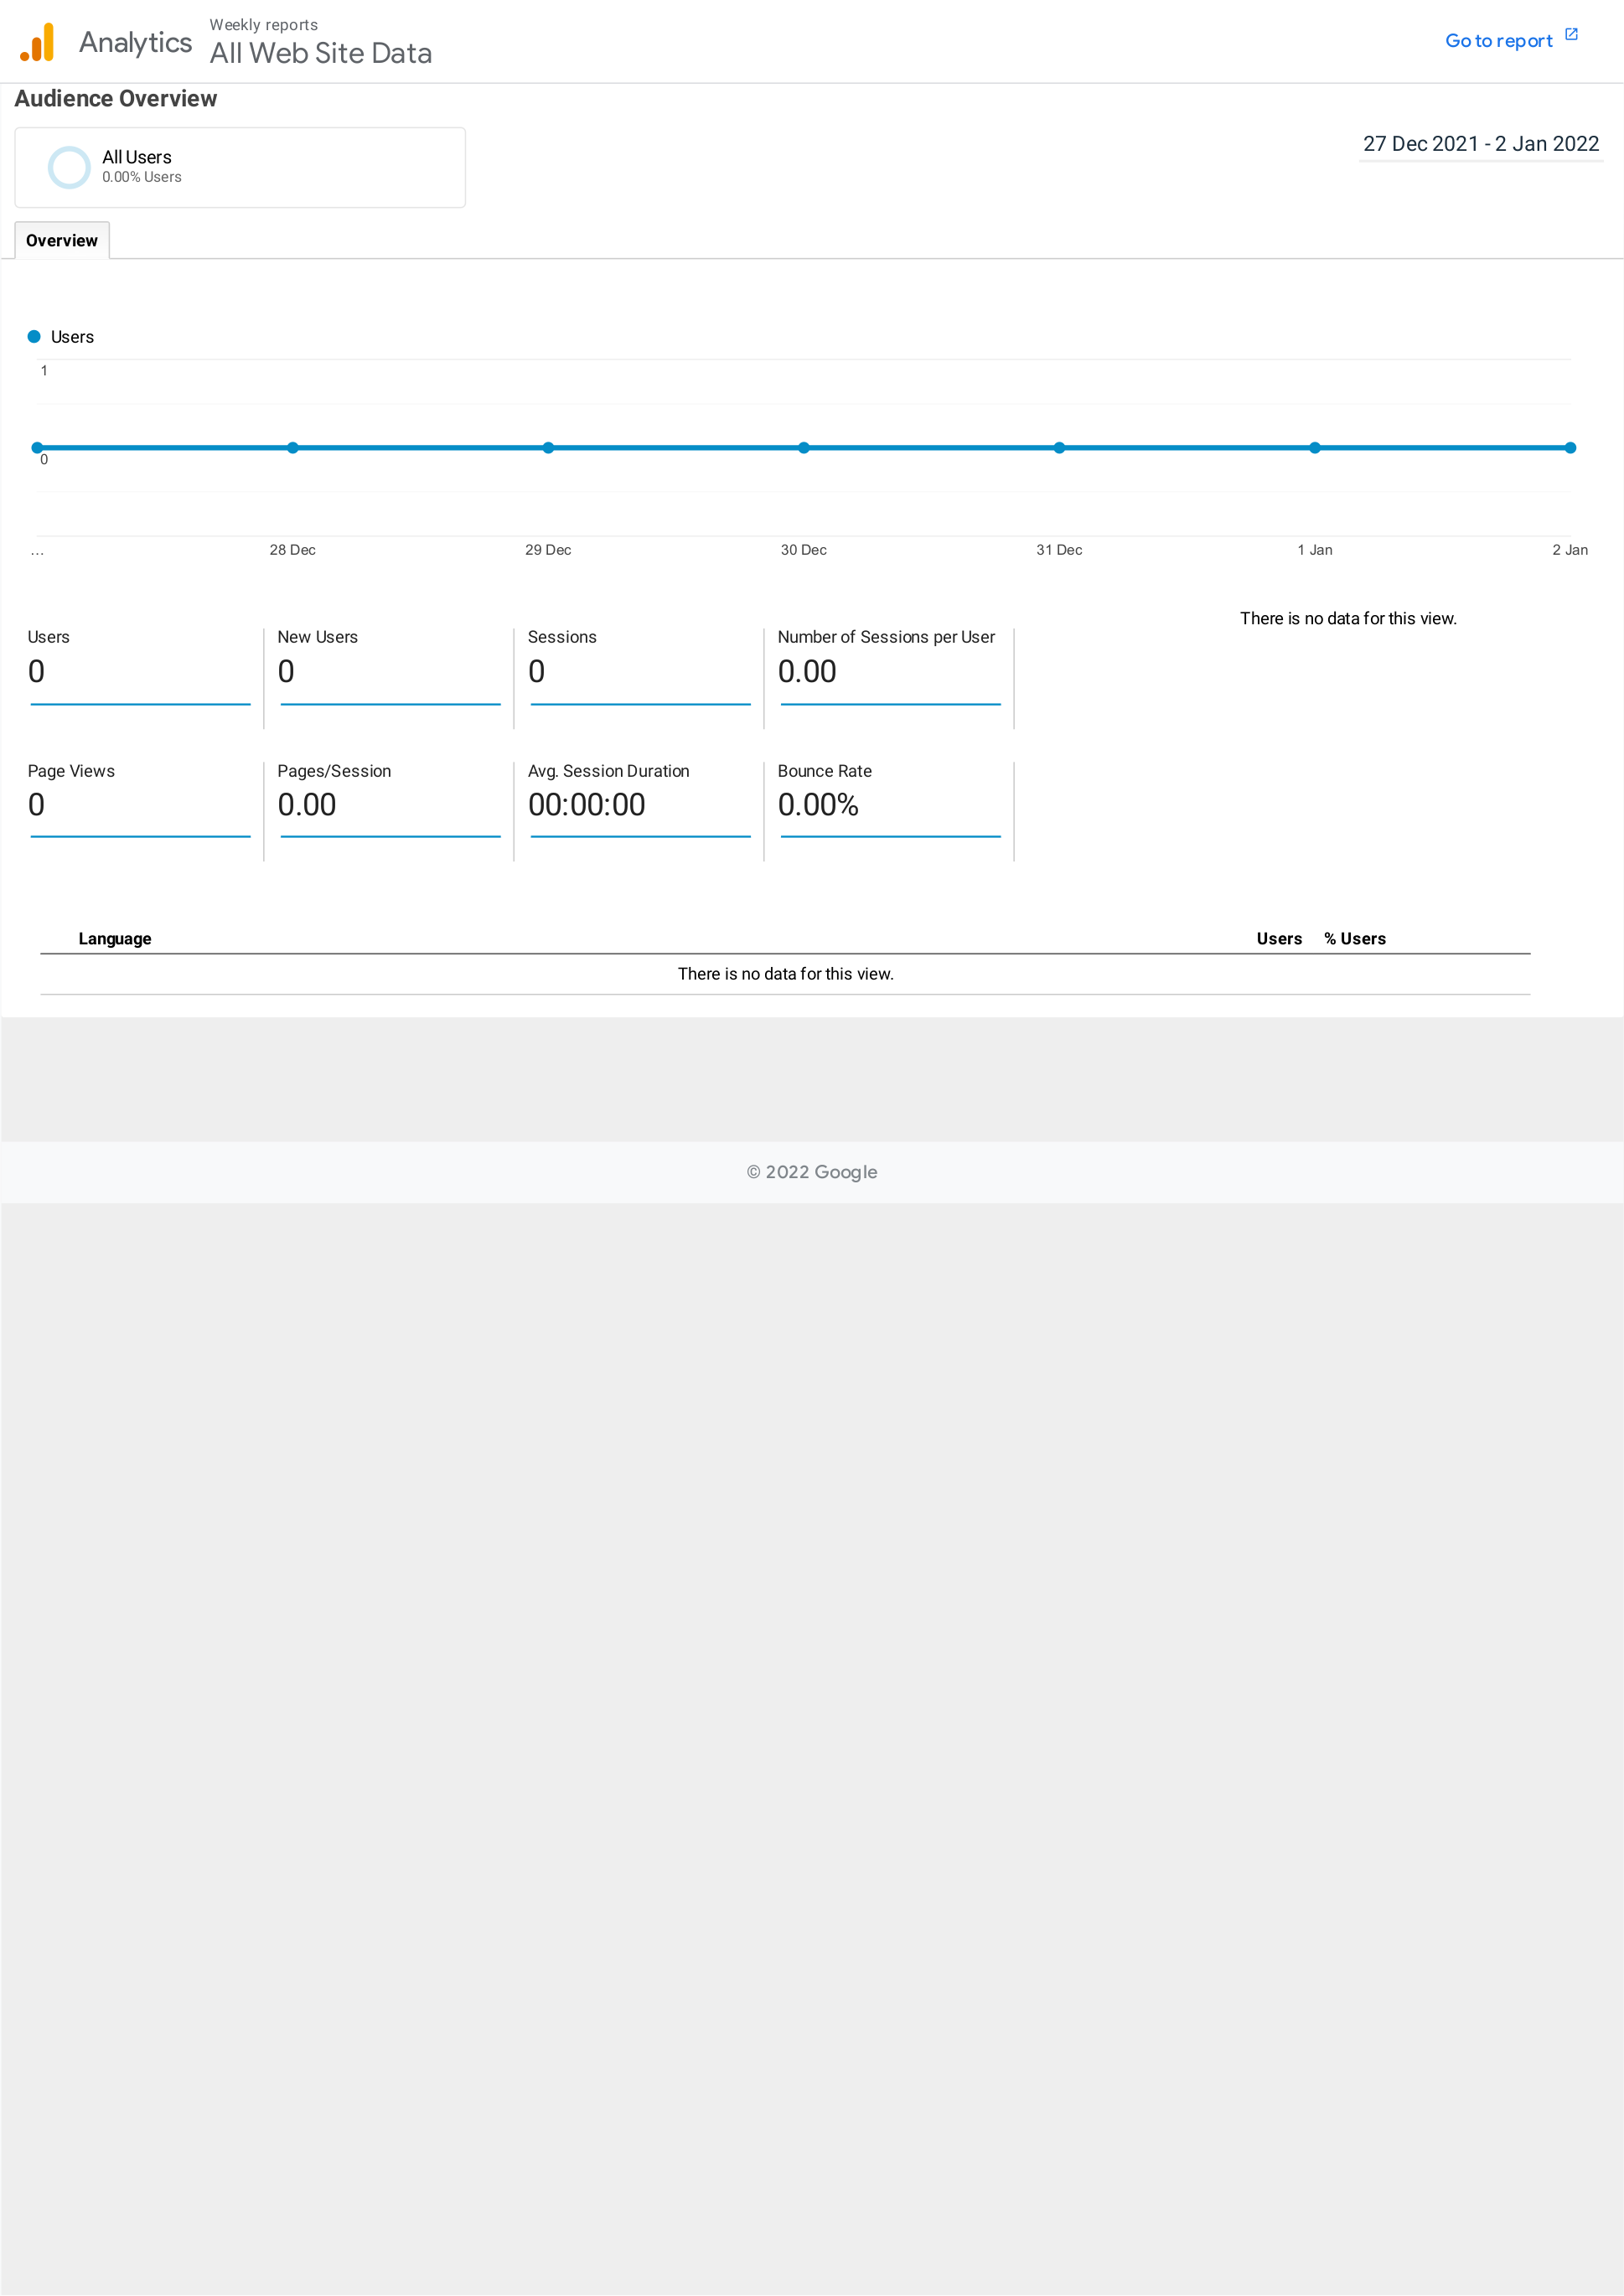 Analytics
Weekly reports
All Web Site Data
Go to report
Audience Overview
All Users
0.00% Users
27 Dec 2021 - 2 Jan 2022
Overview
Users
1
0
... 28 Dec 29 Dec 30 Dec 31 Dec 1 Jan 2 Jan
Users
0
New Users
0
Sessions
0
Number of Sessions per User
0.00
Page Views
0
Pages/Session
0.00
Avg. Session Duration
00:00:00
Bounce Rate
0.00%
There is no data for this view.
Language Users % Users
There is no data for this view.
© 2022 Google